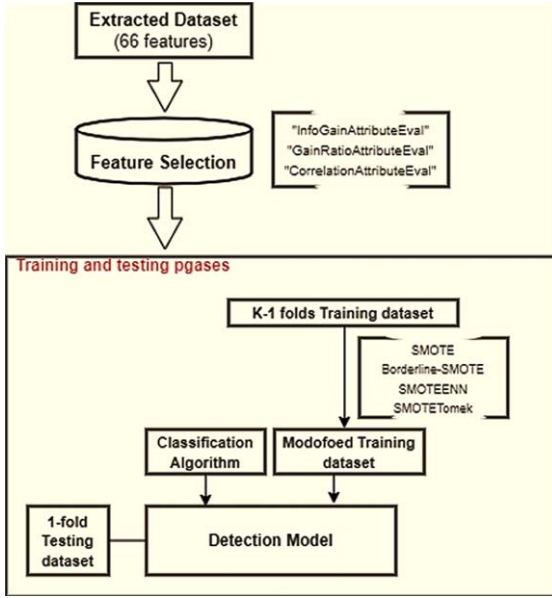 Extracted Dataset
(66 features)
Feature Selection
"InfoGainAttributeEval"
"GainRatioAttributeEval"
"CorrelationAttributeEval"
Training and testing pgases
K-1 folds Training dataset
SMOTE
Borderline-SMOTE
SMOTEENN
SMOTETomek
Classification
Algorithm
Modofoed Training
dataset
1-fold
Testing
dataset
Detection Model